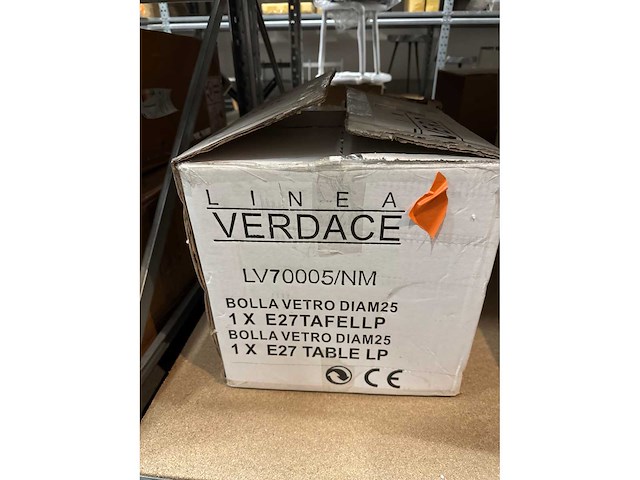 LINEA
VERDACE
LV70005/NM
BOLLA VETRO DIAM25
1 X E27TAFELLP
BOLLA VETRO DIAM25
1 X E27 TABLE LP
CE